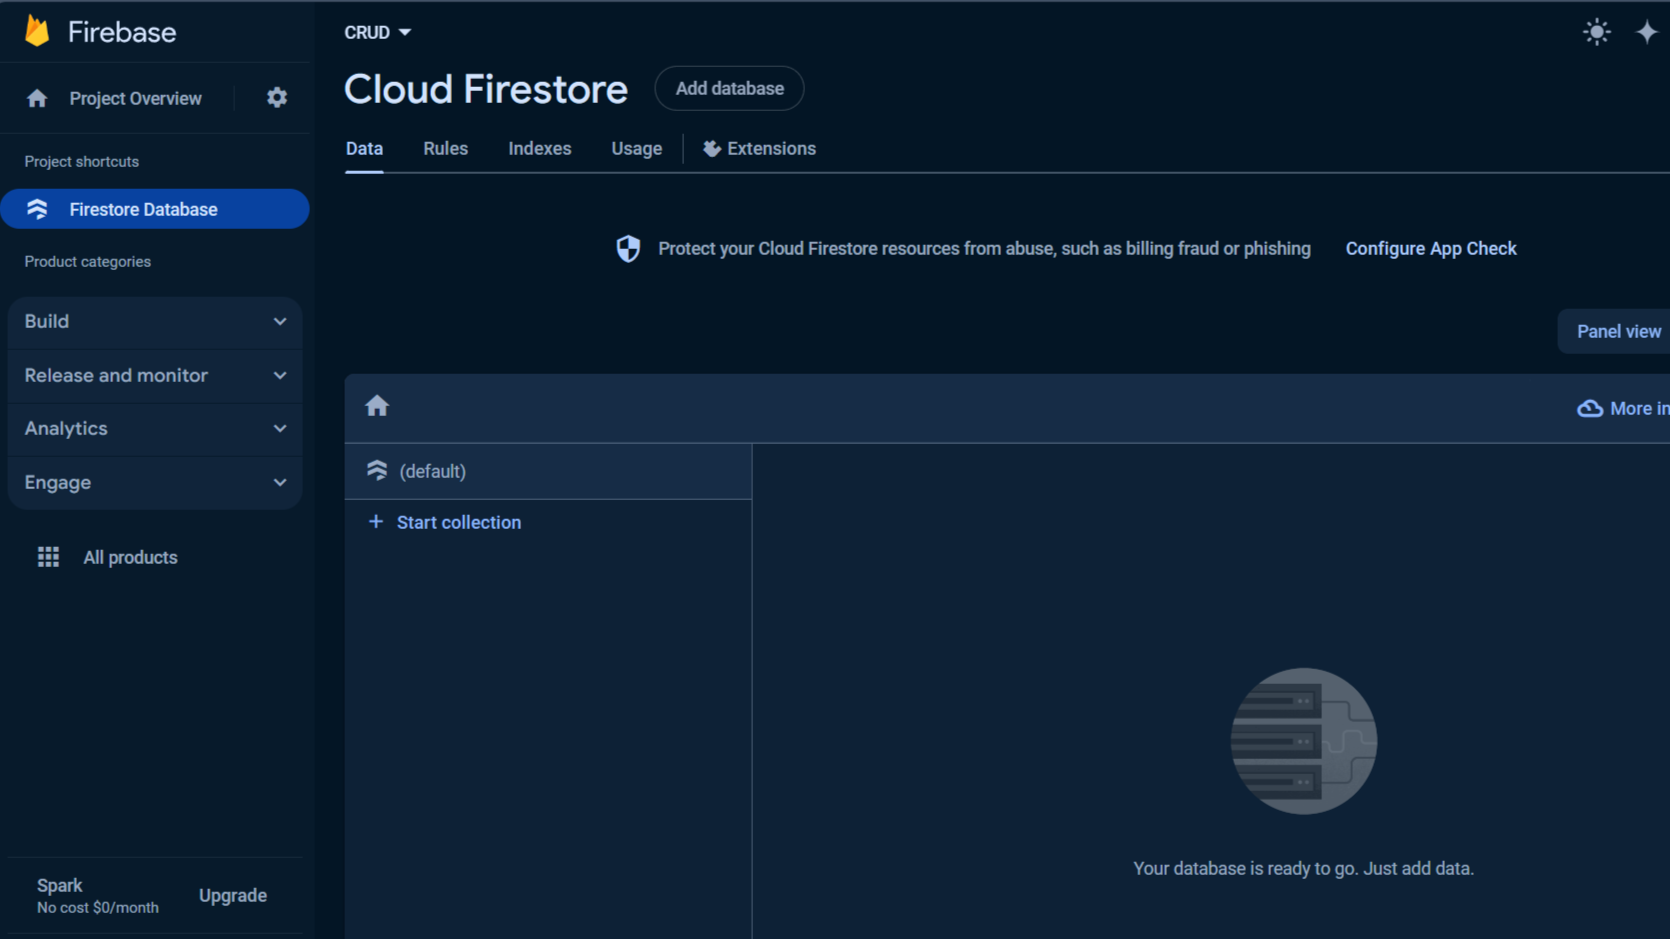 Firebase
Project Overview
Project shortcuts
Firestore Database
Product categories
Build
Release and monitor
Analytics
Engage
All products
Spark
No cost $0/month
Upgrade
CRUD
Cloud Firestore
Add database
Data
Rules
Indexes
Usage
Extensions
Protect your Cloud Firestore resources from abuse, such as billing fraud or phishing
Configure App Check
Panel view
More in
(default)
+ Start collection
Your database is ready to go. Just add data.